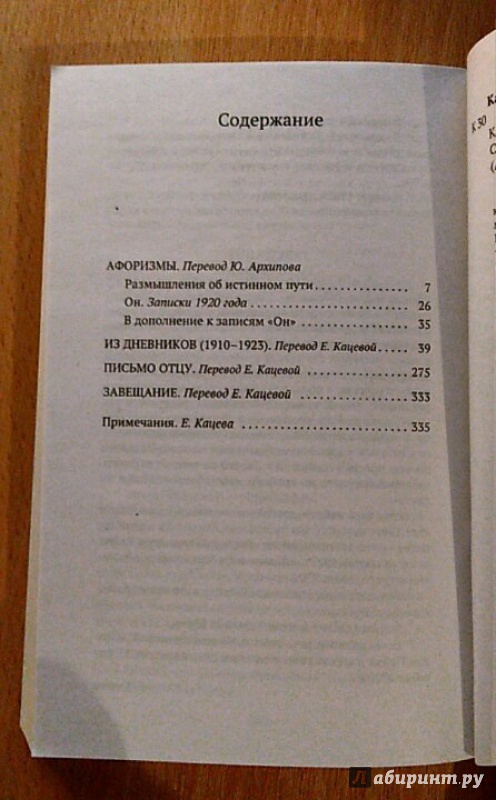 Содержание
АФОРИЗМЫ. Перевод Ю. Архипова
Размышления об истинном пути . . . . . . . . . . . . . . . . . . . 7
Он. Записки 1920 года . . . . . . . . . . . . . . . . . . . . . . . . . . . . 26
В дополнение к записям «Он» . . . . . . . . . . . . . . . . . . . . . 35
ИЗ ДНЕВНИКОВ (1910–1923). Перевод Е. Кацевой . . . . . 39
ПИСЬМО ОТЦУ. Перевод Е. Кацевой . . . . . . . . . . . . . . . . . 275
ЗАВЕЩАНИЕ. Перевод Е. Кацевой . . . . . . . . . . . . . . . . . . 333
Примечания. Е. Кацева . . . . . . . . . . . . . . . . . . . . . . . . . . . 335
К 30
лабиринт.ру